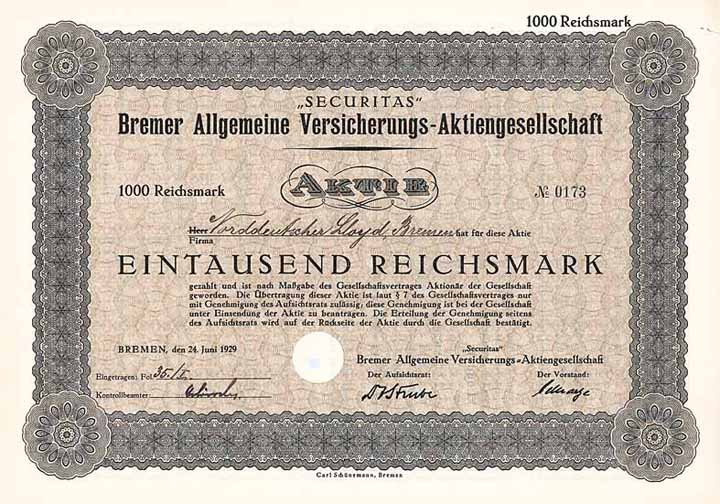 1000 Reichsmark
„SECURITAS"
Bremer Allgemeine Versicherungs-Aktiengesellschaft
1000 Reichsmark
AKTIE
№ 0173
Herr Norddeutscher Lloyd, Bremen hat für diese Aktie
Firma
EINTAUSEND REICHSMARK
gezahlt und ist nach Maßgabe des Gesellschaftsvertrages Aktionär der Gesellschaft
geworden. Die Übertragung dieser Aktie ist laut § 7 des Gesellschaftsvertrages nur
mit Genehmigung des Aufsichtsrats zulässig; diese Genehmigung ist bei der Gesellschaft
unter Einsendung der Aktie zu beantragen. Die Erteilung der Genehmigung seitens
des Aufsichtsrats wird auf der Rückseite der Aktie durch die Gesellschaft bestätigt.
BREMEN, den 24. Juni 1929
„Securitas"
Bremer Allgemeine Versicherungs-Aktiengesellschaft
Eingetragen: Fol. 35/I.
Der Aufsichtsrat:
Der Vorstand:
Kontrollbeamter:
Carl Schünemann, Bremen